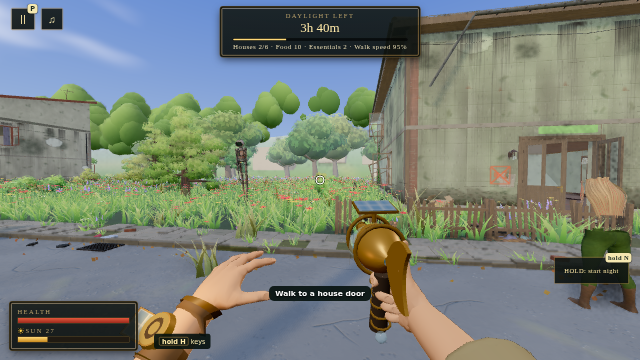 P
DAYLIGHT LEFT
3h 40m
Houses 2/6 · Food 10 · Essentials 2 · Walk speed 95%
hold N
HOLD: start night
Walk to a house door
HEALTH
SUN 27
hold H keys